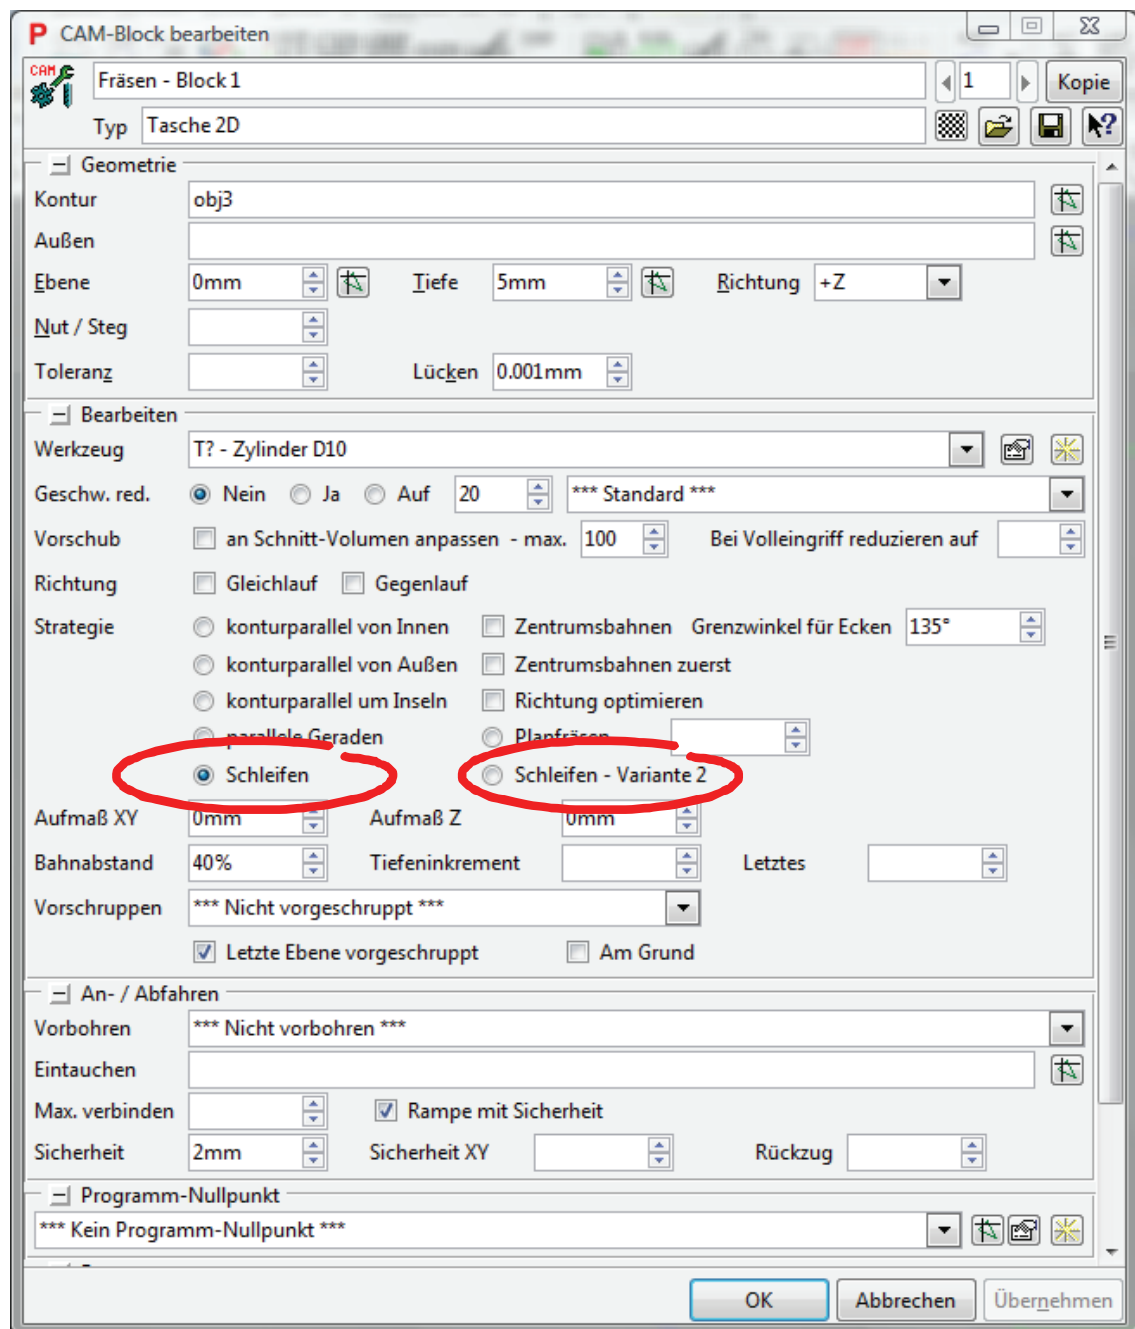 P CAM-Block bearbeiten
CAM Fräsen - Block 1 1 Kopie
Typ Tasche 2D
Geometrie
Kontur obj3
Außen
Ebene 0mm Tiefe 5mm Richtung +Z
Nut / Steg
Toleranz Lücken 0.001mm
Bearbeiten
Werkzeug T? - Zylinder D10
Geschw. red. Nein Ja Auf 20 *** Standard ***
Vorschub an Schnitt-Volumen anpassen - max. 100 Bei Volleingriff reduzieren auf
Richtung Gleichlauf Gegenlauf
Strategie konturparallel von Innen Zentrumsbahnen Grenzwinkel für Ecken 135°
konturparallel von Außen Zentrumsbahnen zuerst
konturparallel um Inseln Richtung optimieren
parallele Geraden Planfräsen
Schleifen Schleifen - Variante 2
Aufmaß XY 0mm Aufmaß Z 0mm
Bahnabstand 40% Tiefeninkrement Letztes
Vorschruppen *** Nicht vorgeschruppt ***
Letzte Ebene vorgeschruppt Am Grund
An- / Abfahren
Vorbohren *** Nicht vorbohren ***
Eintauchen
Max. verbinden Rampe mit Sicherheit
Sicherheit 2mm Sicherheit XY Rückzug
Programm-Nullpunkt
*** Kein Programm-Nullpunkt ***
OK Abbrechen Übernehmen